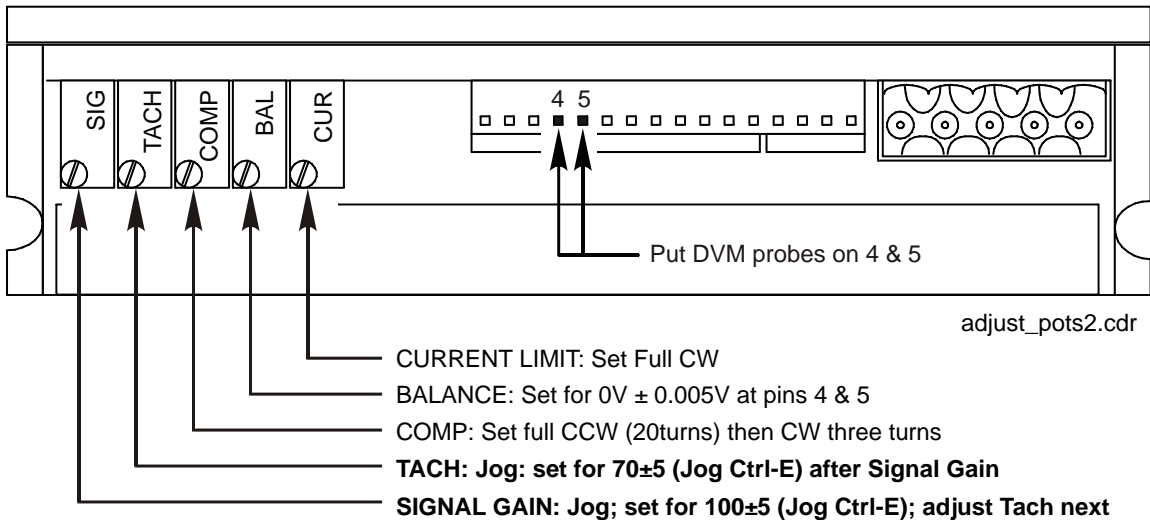 SIG
TACH
COMP
BAL
CUR
4 5
Put DVM probes on 4 & 5
adjust_pots2.cdr
CURRENT LIMIT: Set Full CW
BALANCE: Set for 0V ± 0.005V at pins 4 & 5
COMP: Set full CCW (20turns) then CW three turns
TACH: Jog: set for 70±5 (Jog Ctrl-E) after Signal Gain
SIGNAL GAIN: Jog; set for 100±5 (Jog Ctrl-E); adjust Tach next